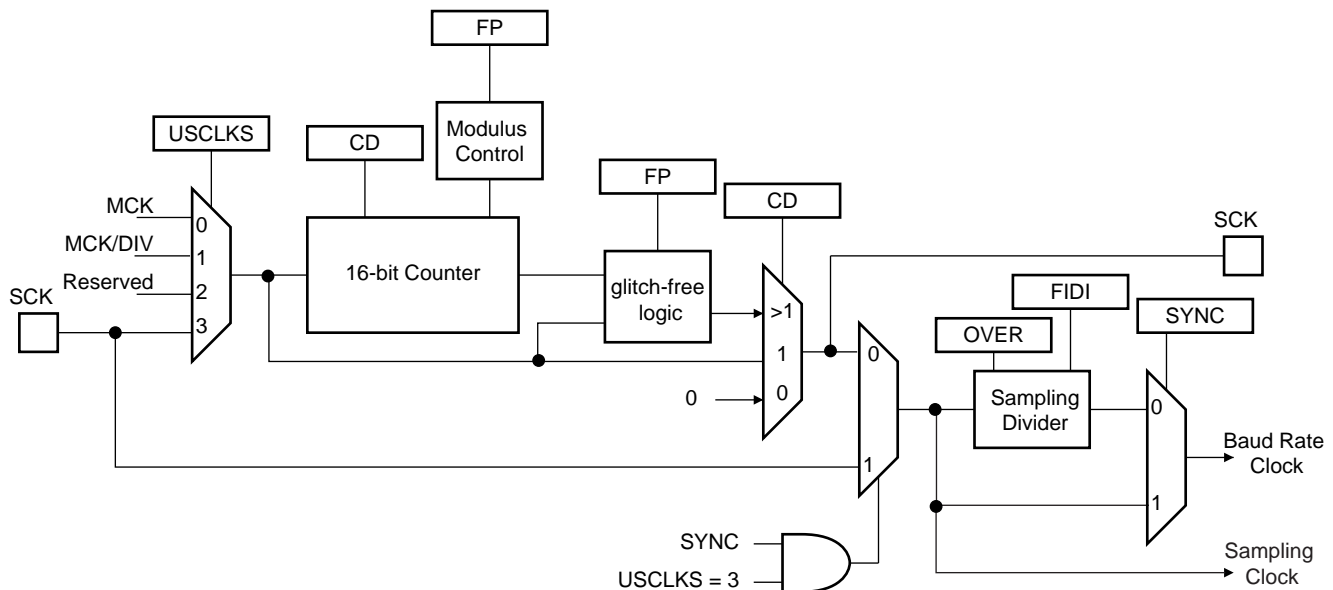 FP
USCLKS
CD
Modulus
Control
FP
CD
MCK
0
MCK/DIV
1
Reserved
2
SCK
3
16-bit Counter
glitch-free
logic
>1
1
0
0
SCK
FIDI
SYNC
OVER
0
1
Sampling
Divider
0
1
Baud Rate
Clock
SYNC
USCLKS = 3
Sampling
Clock